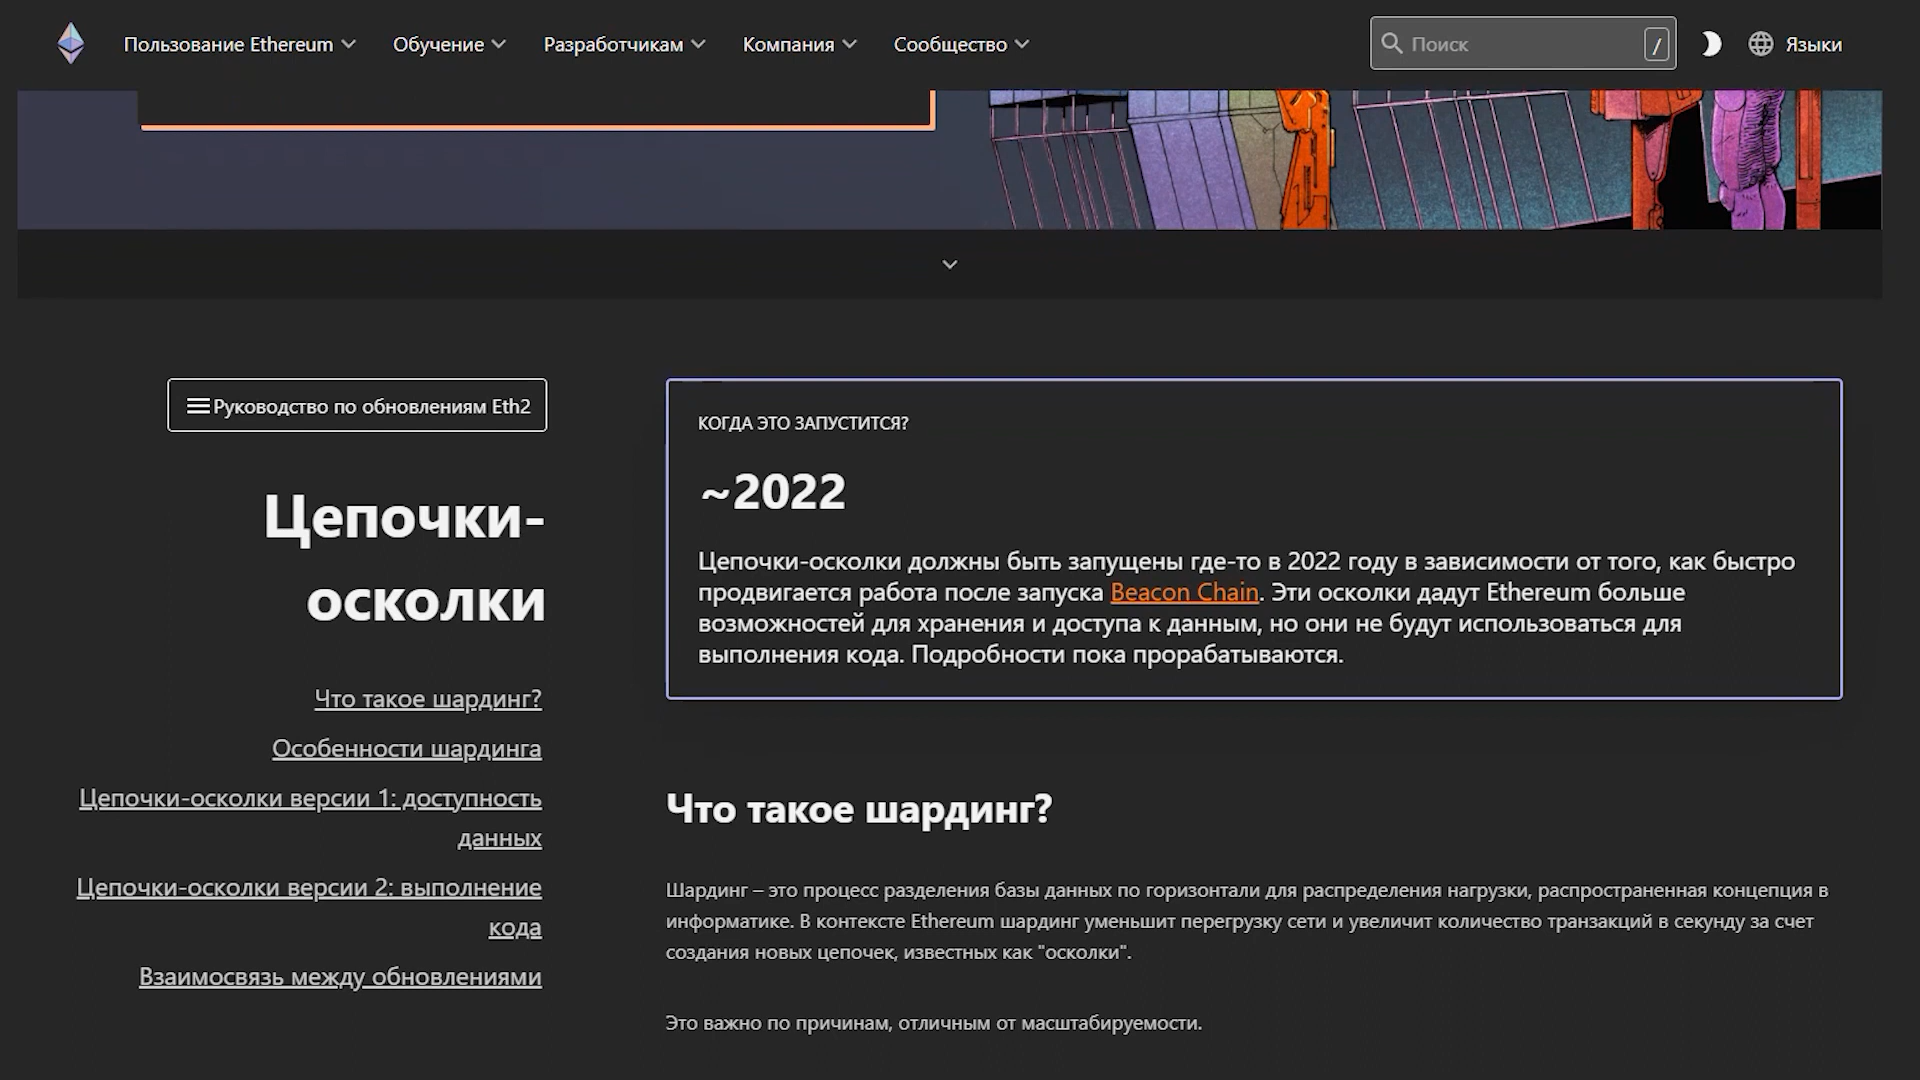 Пользование Ethereum Обучение Разработчикам Компания Сообщество Поиск / Языки
Руководство по обновлениям Eth2
Цепочки-
осколки
Что такое шардинг?
Особенности шардинга
Цепочки-осколки версии 1: доступность
данных
Цепочки-осколки версии 2: выполнение
кода
Взаимосвязь между обновлениями
КОГДА ЭТО ЗАПУСТИТСЯ?
~2022
Цепочки-осколки должны быть запущены где-то в 2022 году в зависимости от того, как быстро
продвигается работа после запуска Beacon Chain. Эти осколки дадут Ethereum больше
возможностей для хранения и доступа к данным, но они не будут использоваться для
выполнения кода. Подробности пока прорабатываются.
Что такое шардинг?
Шардинг – это процесс разделения базы данных по горизонтали для распределения нагрузки, распространенная концепция в
информатике. В контексте Ethereum шардинг уменьшит перегрузку сети и увеличит количество транзакций в секунду за счет
создания новых цепочек, известных как "осколки".
Это важно по причинам, отличным от масштабируемости.